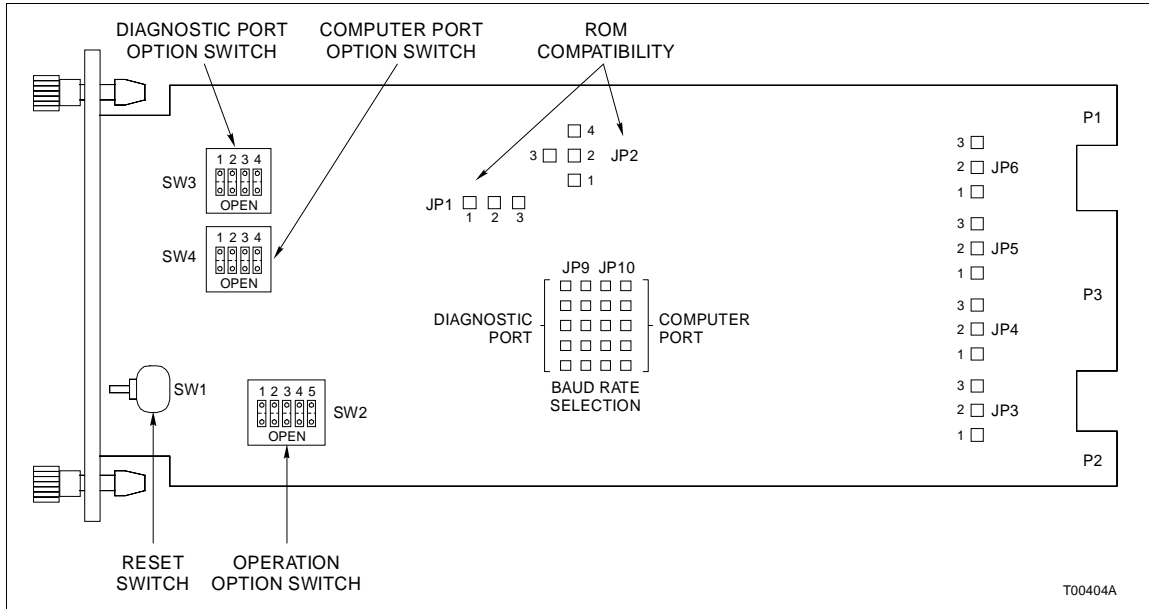 DIAGNOSTIC PORT
OPTION SWITCH
COMPUTER PORT
OPTION SWITCH
ROM
COMPATIBILITY
P1
4
3
2
JP2
1
JP1
1 2 3
3
2
JP6
1
1 2 3 4
SW3
OPEN
1 2 3 4
SW4
OPEN
3
2
JP5
1
P3
JP9 JP10
DIAGNOSTIC
PORT
COMPUTER
PORT
BAUD RATE
SELECTION
3
2
JP4
1
SW1
1 2 3 4 5
SW2
OPEN
3
2
JP3
1
P2
RESET
SWITCH
OPERATION
OPTION SWITCH
T00404A